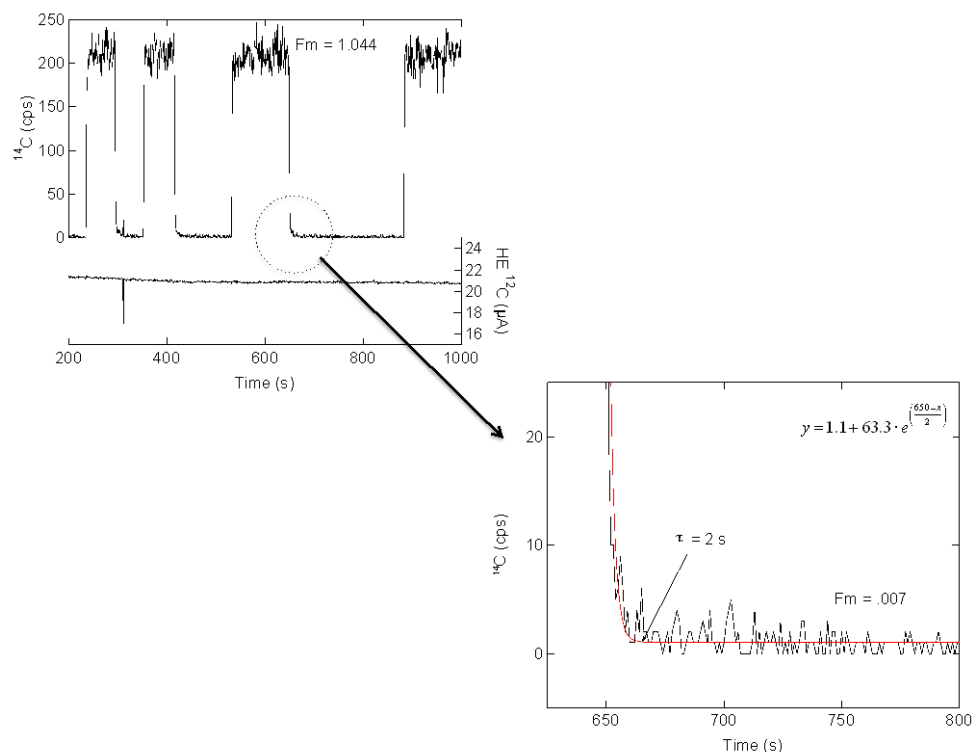 250
200
150
100
50
0
¹⁴C (cps)
Fm = 1.044
24
22
20
18
16
HE ¹²C (µA)
200 400 600 800 1000
Time (s)
20
10
0
¹⁴C (cps)
y = 1.1 + 63.3 · e^((650−x)/2)
τ = 2 s
Fm = .007
650 700 750 800
Time (s)